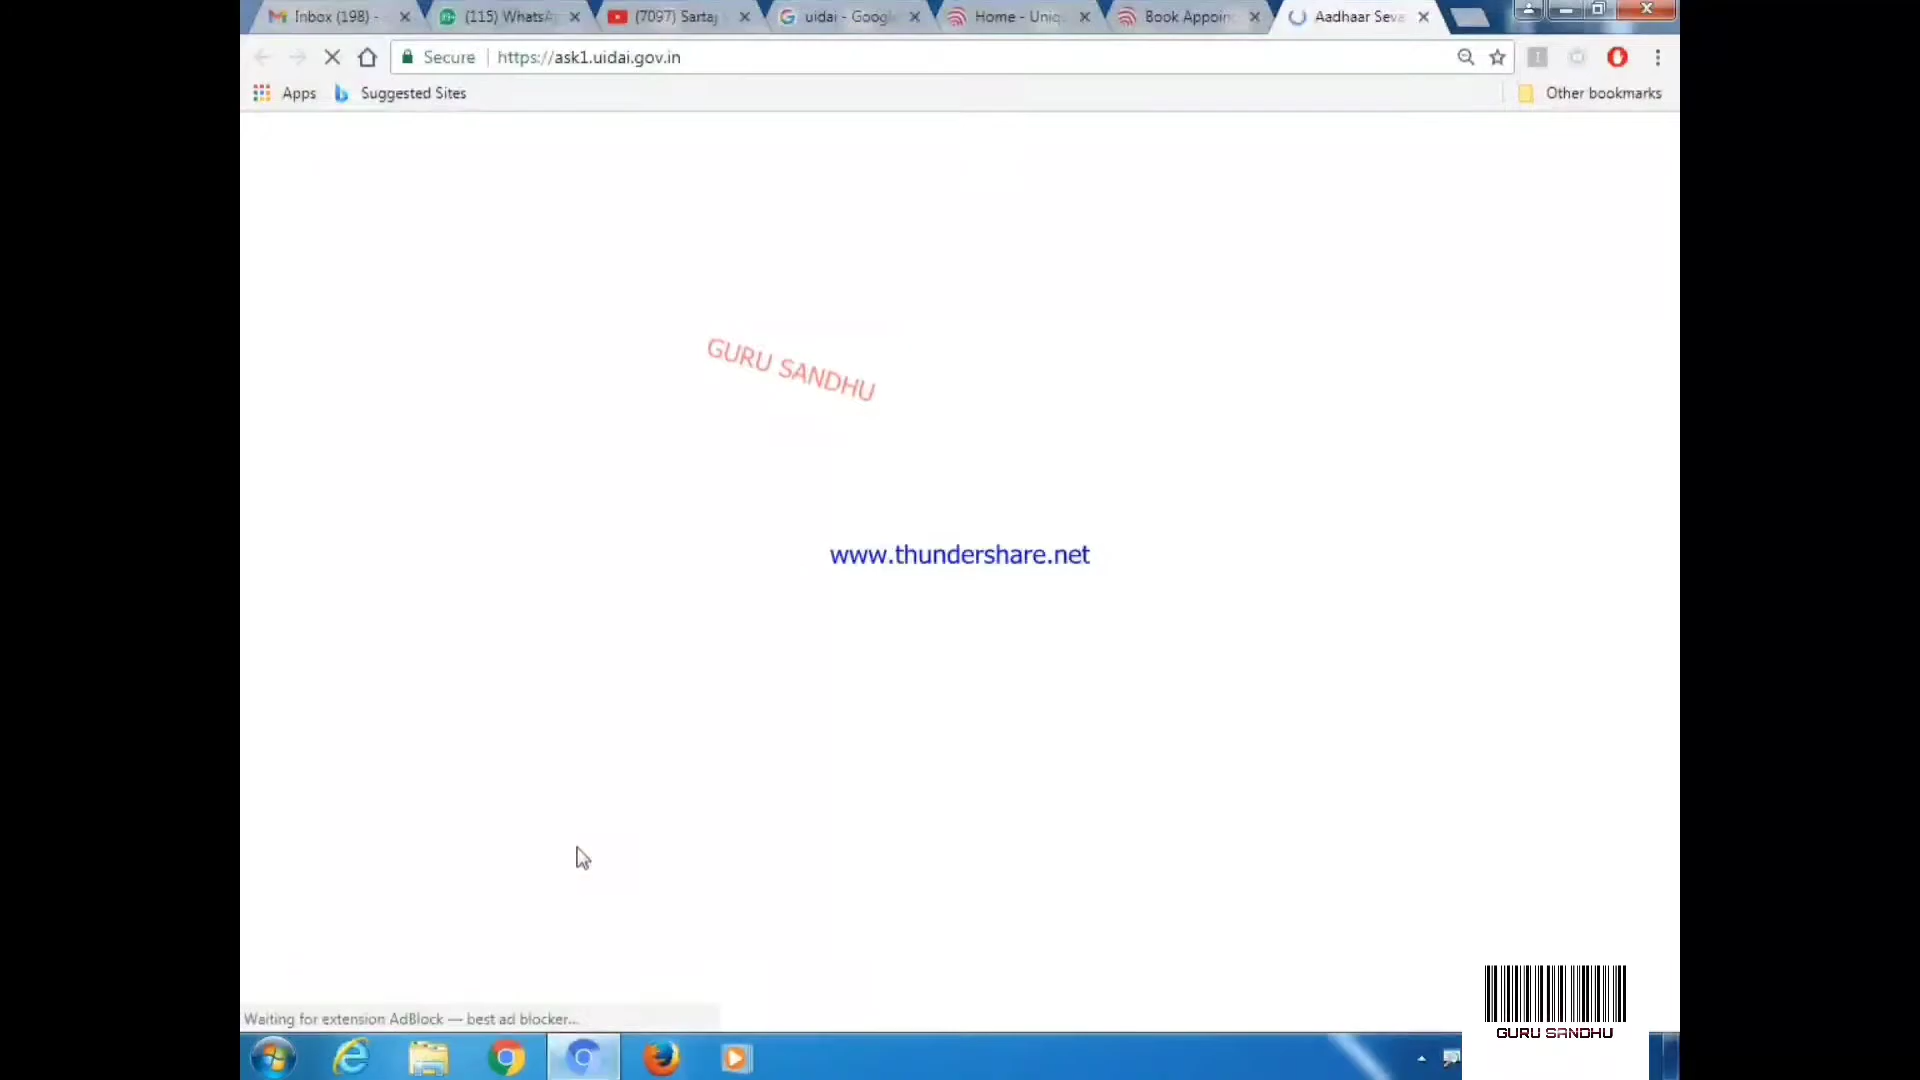 Inbox (198) -
(115) WhatsA
(7097) Sartaj
uidai - Googl
Home - Uniq
Book Appoin
Aadhaar Seva
Secure
https://ask1.uidai.gov.in
Apps
Suggested Sites
Other bookmarks
GURU SANDHU
www.thundershare.net
Waiting for extension AdBlock — best ad blocker...
GURU SANDHU